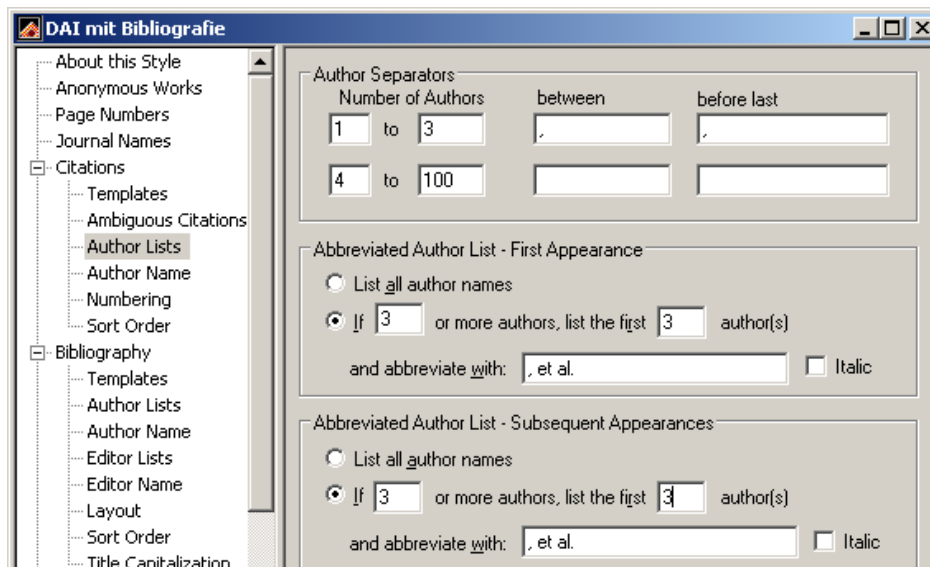 DAI mit Bibliografie
About this Style
Anonymous Works
Page Numbers
Journal Names
Citations
Templates
Ambiguous Citations
Author Lists
Author Name
Numbering
Sort Order
Bibliography
Templates
Author Lists
Author Name
Editor Lists
Editor Name
Layout
Sort Order
Title Capitalization
Author Separators
Number of Authors between before last
1 to 3 , ,
4 to 100
Abbreviated Author List - First Appearance
List all author names
If 3 or more authors, list the first 3 author(s)
and abbreviate with: , et al. Italic
Abbreviated Author List - Subsequent Appearances
List all author names
If 3 or more authors, list the first 3 author(s)
and abbreviate with: , et al. Italic